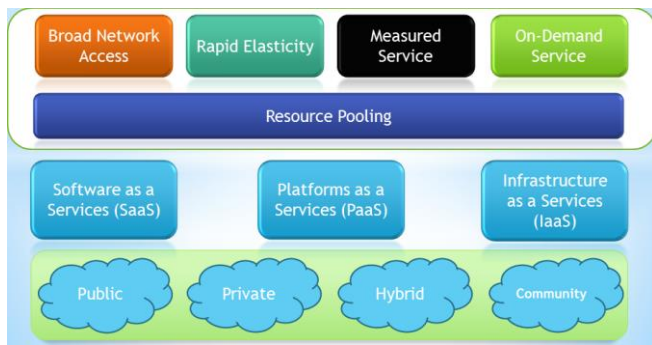 Broad Network
Access
Rapid Elasticity
Measured
Service
On-Demand
Service
Resource Pooling
Software as a
Services (SaaS)
Platforms as a
Services (PaaS)
Infrastructure
as a Services
(IaaS)
Public
Private
Hybrid
Community